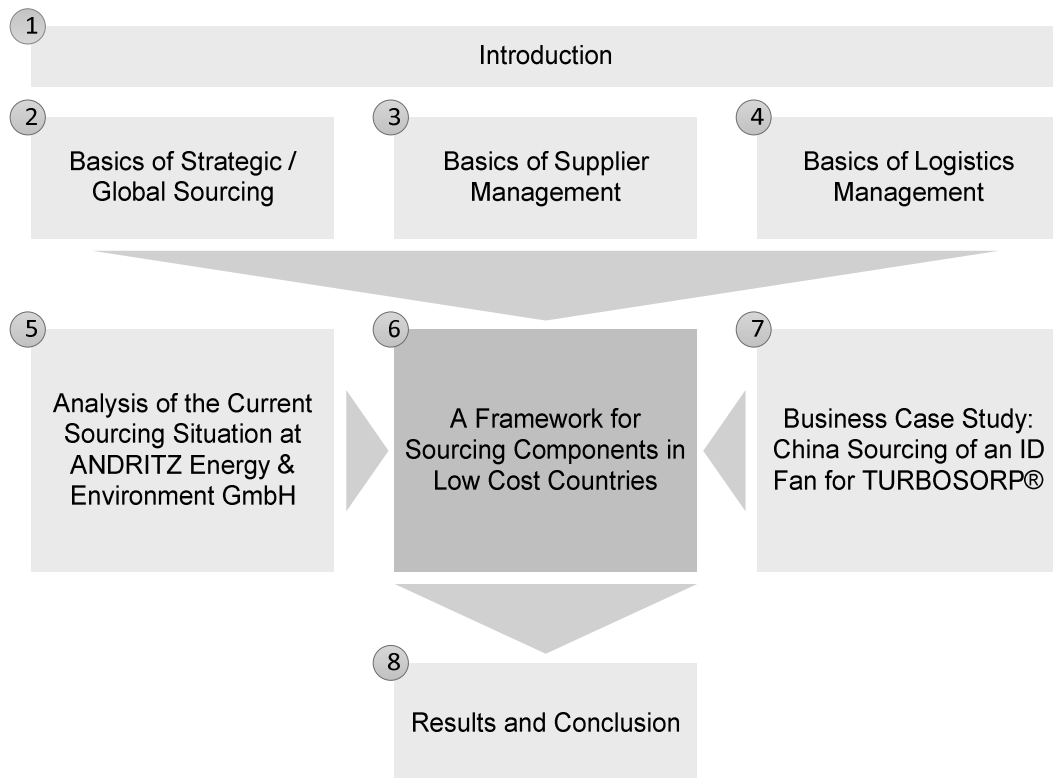 1
Introduction
2
Basics of Strategic /
Global Sourcing
3
Basics of Supplier
Management
4
Basics of Logistics
Management
5
Analysis of the Current
Sourcing Situation at
ANDRITZ Energy &
Environment GmbH
6
A Framework for
Sourcing Components in
Low Cost Countries
7
Business Case Study:
China Sourcing of an ID
Fan for TURBOSORP®
8
Results and Conclusion